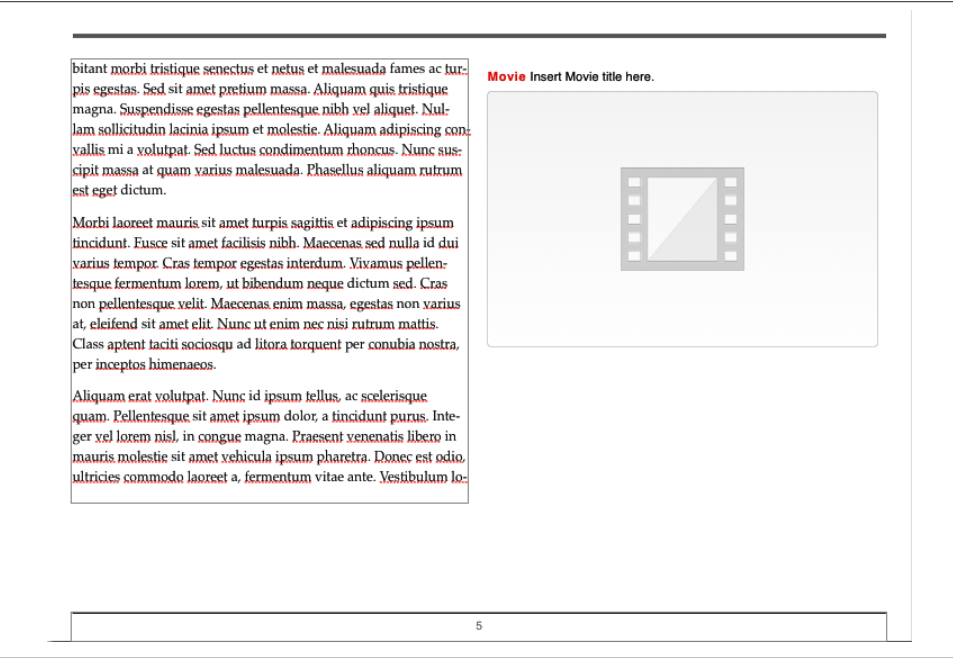 bitant morbi tristique senectus et netus et malesuada fames ac tur-
pis egestas. Sed sit amet pretium massa. Aliquam quis tristique
magna. Suspendisse egestas pellentesque nibh vel aliquet. Nul-
lam sollicitudin lacinia ipsum et molestie. Aliquam adipiscing con-
vallis mi a volutpat. Sed luctus condimentum rhoncus. Nunc sus-
cipit massa at quam varius malesuada. Phasellus aliquam rutrum
est eget dictum.
Morbi laoreet mauris sit amet turpis sagittis et adipiscing ipsum
tincidunt. Fusce sit amet facilisis nibh. Maecenas sed nulla id dui
varius tempor. Cras tempor egestas interdum. Vivamus pellen-
tesque fermentum lorem, ut bibendum neque dictum sed. Cras
non pellentesque velit. Maecenas enim massa, egestas non varius
at, eleifend sit amet elit. Nunc ut enim nec nisi rutrum mattis.
Class aptent taciti sociosqu ad litora torquent per conubia nostra,
per inceptos himenaeos.
Aliquam erat volutpat. Nunc id ipsum tellus, ac scelerisque
quam. Pellentesque sit amet ipsum dolor, a tincidunt purus. Inte-
ger vel lorem nisl, in congue magna. Praesent venenatis libero in
mauris molestie sit amet vehicula ipsum pharetra. Donec est odio,
ultricies commodo laoreet a, fermentum vitae ante. Vestibulum lo-
Movie Insert Movie title here.
5